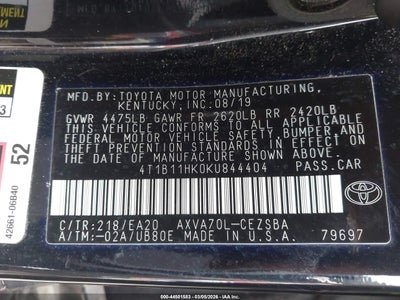 MFD.BY:TOYOTA MOTOR MANUFACTURING,
KENTUCKY,INC:08/19
GVWR 4475LB GAWR FR 2620LB RR 2420LB
THIS VEHICLE CONFORMS TO ALL APPLICABLE
FEDERAL MOTOR VEHICLE SAFETY, BUMPER, AND
THEFT PREVENTION STANDARDS IN EFFECT ON
THE DATE OF MANUFACTURE SHOWN ABOVE.
4T1B11HK0KU844404 PASS.CAR
C/TR:218/EA20 AXVA70L-CEZSBA
A/TM:-02A/UB80E MADE IN U.S.A. 79697
TOYOTA
52
42661-06B40
000-44501583 - 03/05/2026 - IAA